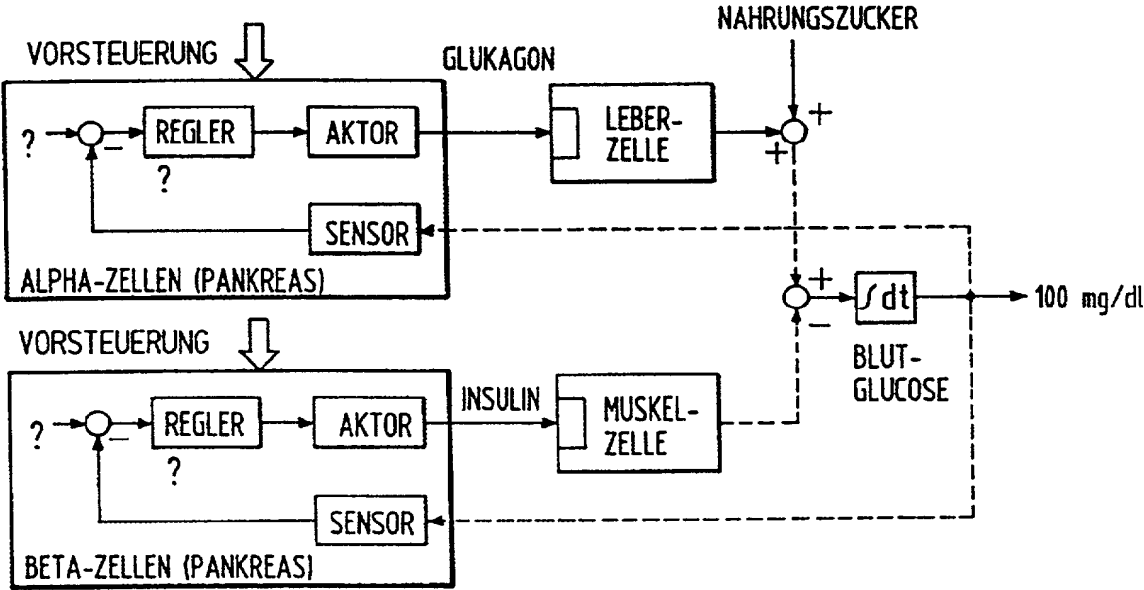 NAHRUNGSZUCKER
VORSTEUERUNG
GLUKAGON
+
?
−
REGLER
AKTOR
LEBER-
ZELLE
+
?
SENSOR
ALPHA-ZELLEN (PANKREAS)
+
∫dt
100 mg/dl
−
VORSTEUERUNG
BLUT-
GLUCOSE
INSULIN
?
−
REGLER
AKTOR
MUSKEL-
ZELLE
?
SENSOR
BETA-ZELLEN (PANKREAS)